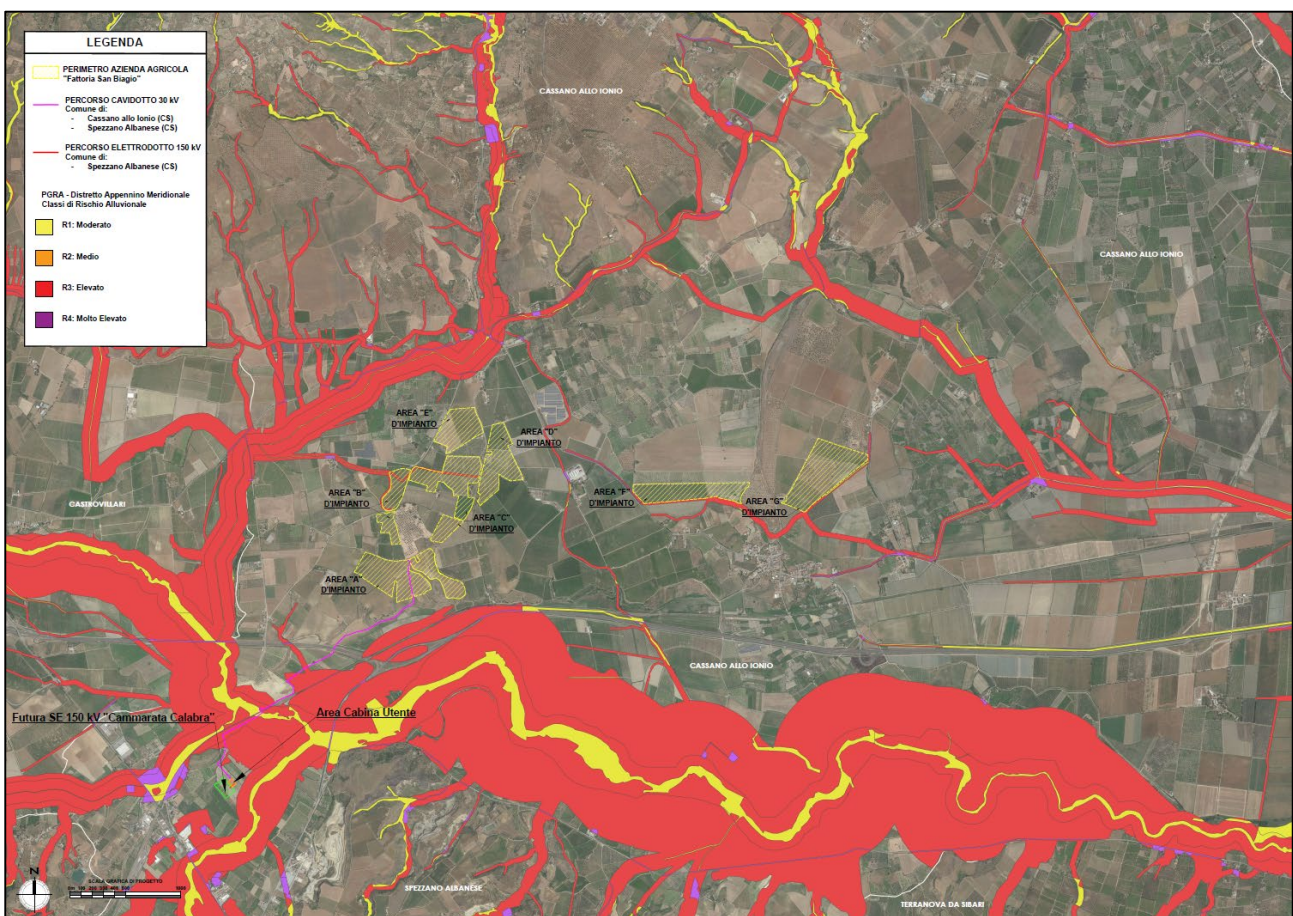 LEGENDA
PERIMETRO AZIENDA AGRICOLA
"Fattoria San Biagio"
PERCORSO CAVIDOTTO 30 kV
Comune di:
- Cassano allo Ionio (CS)
- Spezzano Albanese (CS)
PERCORSO ELETTRODOTTO 150 kV
Comune di:
- Spezzano Albanese (CS)
PGRA - Distretto Appennino Meridionale
Classi di Rischio Alluvionale
R1: Moderato
R2: Medio
R3: Elevato
R4: Molto Elevato
CASSANO ALLO IONIO
CASSANO ALLO IONIO
AREA "E"
D'IMPIANTO
AREA "D"
D'IMPIANTO
AREA "B"
D'IMPIANTO
AREA "F"
D'IMPIANTO
AREA "G"
D'IMPIANTO
CASTROVILLARI
AREA "C"
D'IMPIANTO
AREA "A"
D'IMPIANTO
CASSANO ALLO IONIO
Futura SE 150 kV "Cammarata Calabra"
Area Cabina Utente
N
SCALA GRAFICA DI PROGETTO
SPEZZANO ALBANESE
TERRANOVA DA SIBARI